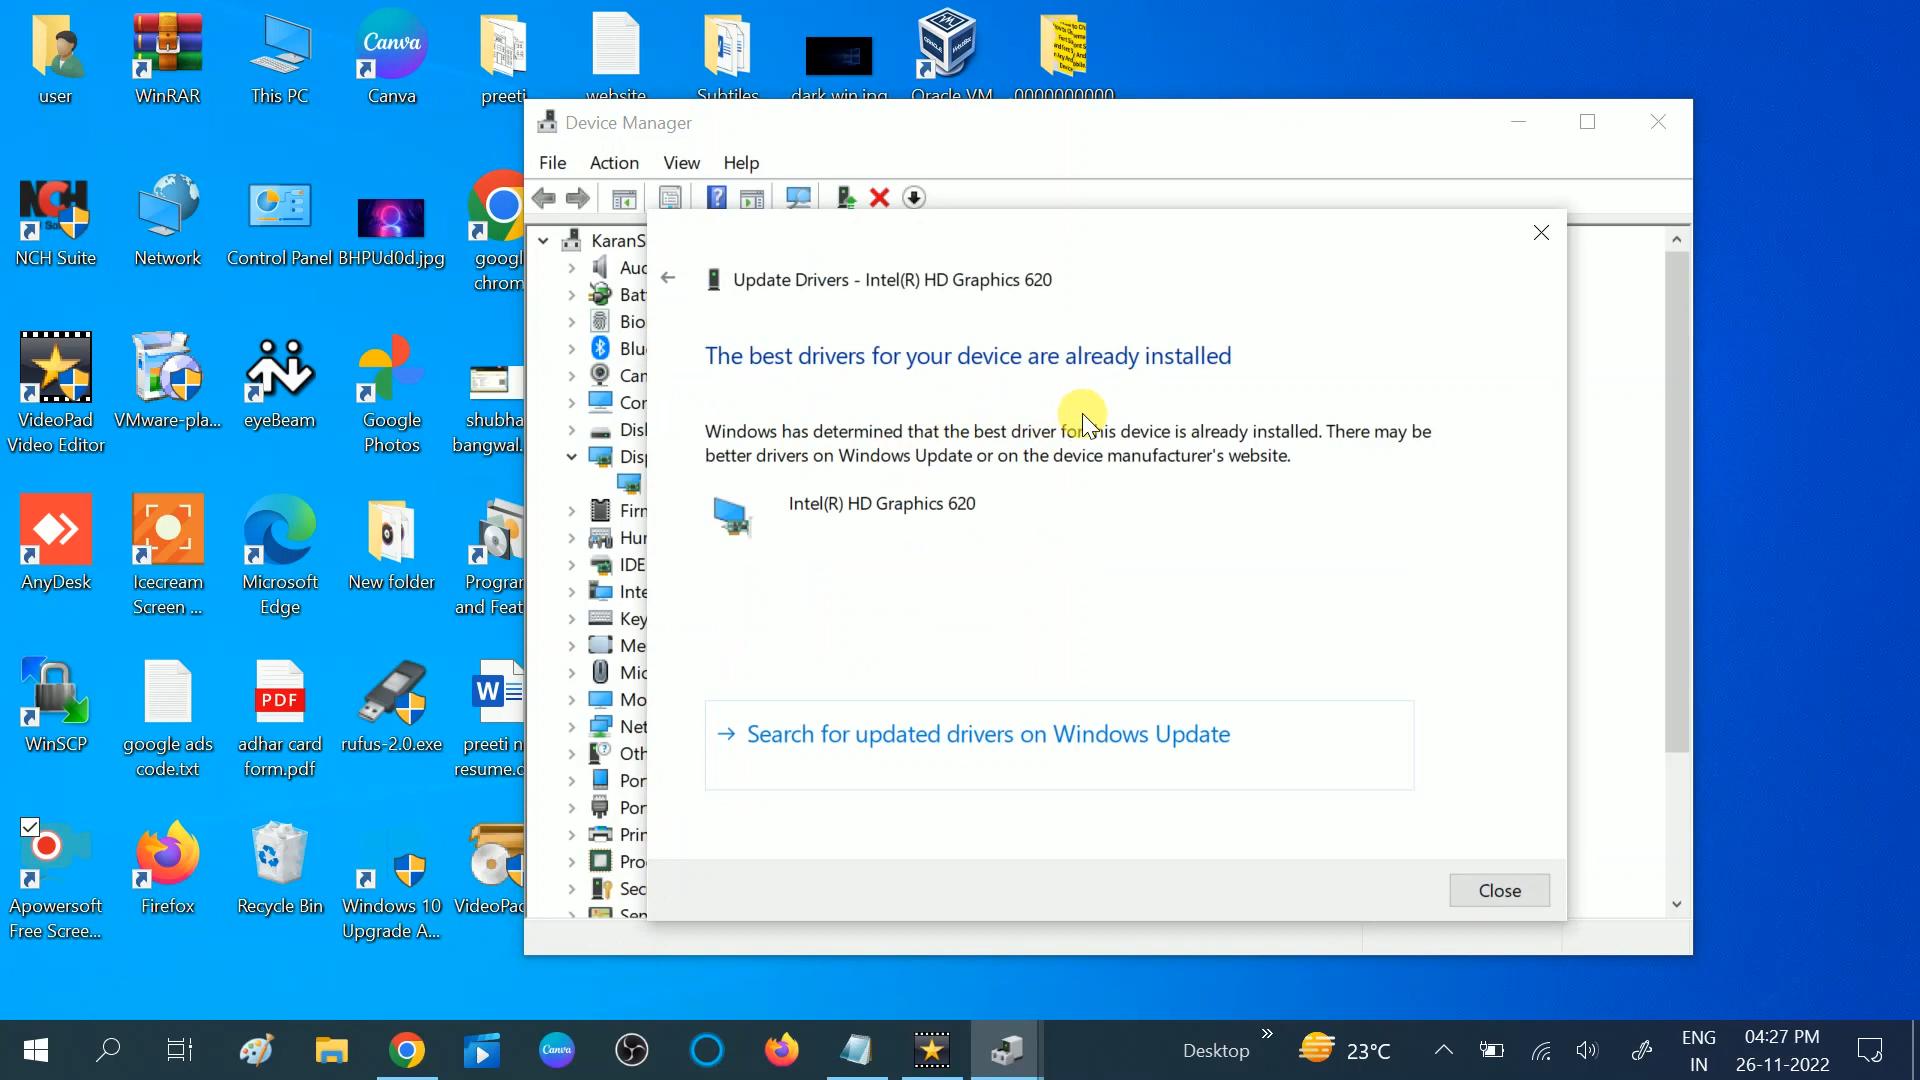 user
WinRAR
This PC
Canva
Canva
preeti
website
Subtiles
dark win.jpg
Oracle VM
0000000000
NCH
NCH Suite
Network
Control Panel
BHPUd0d.jpg
googl
chrom
VideoPad
Video Editor
VMware-pla...
eyeBeam
Google
Photos
shubha
bangwal.
AnyDesk
Icecream
Screen ...
Microsoft
Edge
New folder
Prograr
and Feat
WinSCP
google ads
code.txt
PDF
adhar card
form.pdf
rufus-2.0.exe
W
preeti n
resume.c
Apowersoft
Free Scree...
Firefox
Recycle Bin
Windows 10
Upgrade A...
VideoPad
Device Manager
File Action View Help
KaranS
Auc
Bat
Bio
Blu
Can
Cor
Disl
Disp
Firn
Hur
IDE
Inte
Key
Me
Mic
Mo
Net
Oth
Por
Por
Prin
Pro
Sec
Sen
Update Drivers - Intel(R) HD Graphics 620
The best drivers for your device are already installed
Windows has determined that the best driver for this device is already installed. There may be
better drivers on Windows Update or on the device manufacturer's website.
Intel(R) HD Graphics 620
Search for updated drivers on Windows Update
Close
Canva
Desktop
23°C
ENG
IN
04:27 PM
26-11-2022